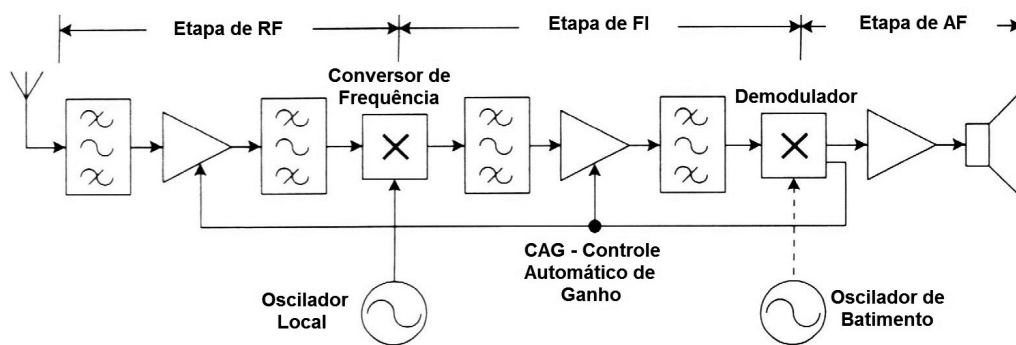 Etapa de RF
Etapa de FI
Etapa de AF
Conversor de
Frequência
Demodulador
CAG - Controle
Automático de
Ganho
Oscilador
Local
Oscilador de
Batimento